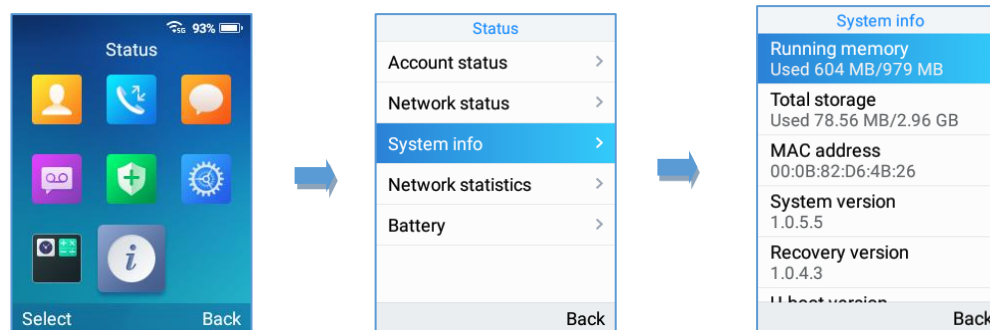 5G 93%
Status
Select Back
Status
Account status
Network status
System info
Network statistics
Battery
Back
System info
Running memory
Used 604 MB/979 MB
Total storage
Used 78.56 MB/2.96 GB
MAC address
00:0B:82:D6:4B:26
System version
1.0.5.5
Recovery version
1.0.4.3
Back